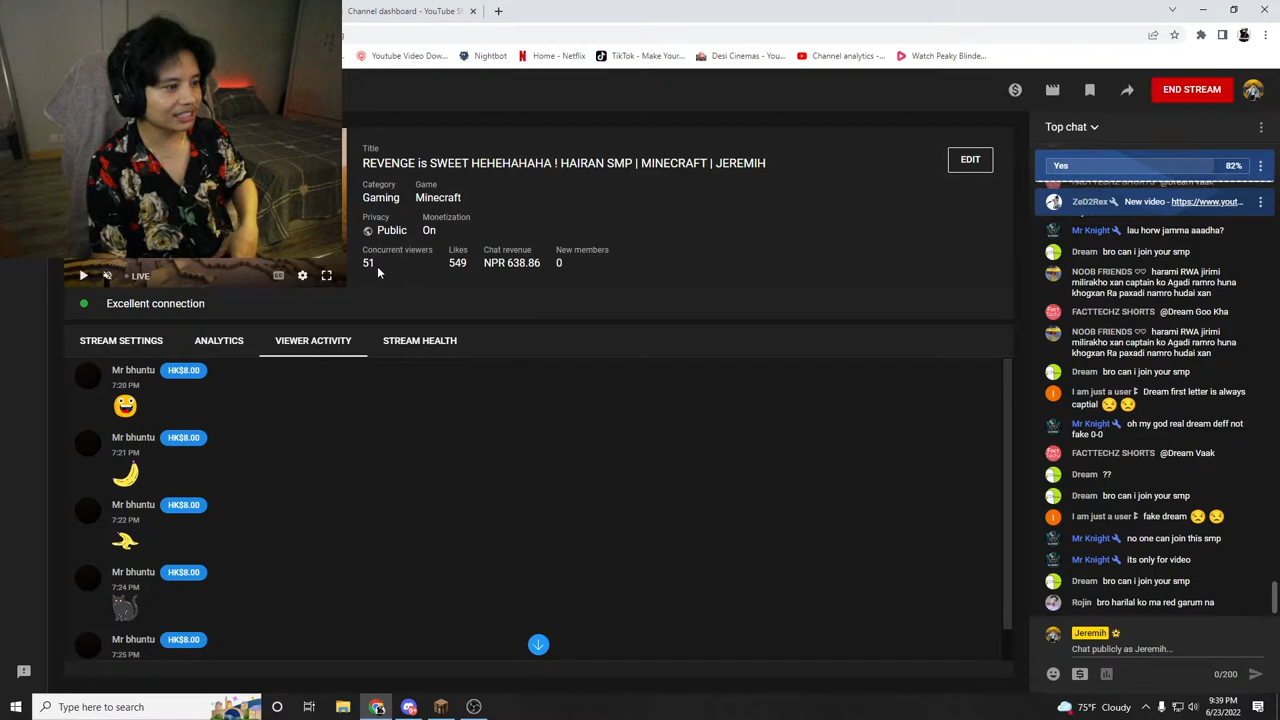 Channel dashboard - YouTube St
Youtube Video Dow...
Nightbot
Home - Netflix
TikTok - Make Your...
Desi Cinemas - You...
Channel analytics -...
Watch Peaky Blinde...
END STREAM
Title
REVENGE is SWEET HEHEHAHAHA ! HAIRAN SMP | MINECRAFT | JEREMIH
EDIT
Category
Game
Gaming
Minecraft
Privacy
Monetization
Public
On
Concurrent viewers
Likes
Chat revenue
New members
51
549
NPR 638.86
0
LIVE
Excellent connection
STREAM SETTINGS
ANALYTICS
VIEWER ACTIVITY
STREAM HEALTH
Mr bhuntu HK$8.00
7:20 PM
Mr bhuntu HK$8.00
7:21 PM
Mr bhuntu HK$8.00
7:22 PM
Mr bhuntu HK$8.00
7:24 PM
Mr bhuntu HK$8.00
7:25 PM
Top chat
Yes 82%
FACTTECHZ SHORTS @Dream Vaak
ZeD2Rex New video - https://www.yout...
Mr Knight lau horw jamma aaadha?
Dream bro can i join your smp
NOOB FRIENDS ♡♡ harami RWA jirimi
milirakho xan captain ko Agadi ramro huna
khogxan Ra paxadi namro hudai xan
FACTTECHZ SHORTS @Dream Goo Kha
NOOB FRIENDS ♡♡ harami RWA jirimi
milirakho xan captain ko Agadi ramro huna
khogxan Ra paxadi namro hudai xan
Dream bro can i join your smp
I am just a user Dream first letter is always
captial 😒 😒
Mr Knight oh my god real dream deff not
fake 0-0
FACTTECHZ SHORTS @Dream Vaak
Dream ??
Dream bro can i join your smp
I am just a user fake dream 😒 😒
Mr Knight no one can join this smp
Mr Knight its only for video
Dream bro can i join your smp
Rojin bro harilal ko ma red garum na
Jeremih
Chat publicly as Jeremih...
0/200
Type here to search
75°F Cloudy
9:39 PM
6/23/2022